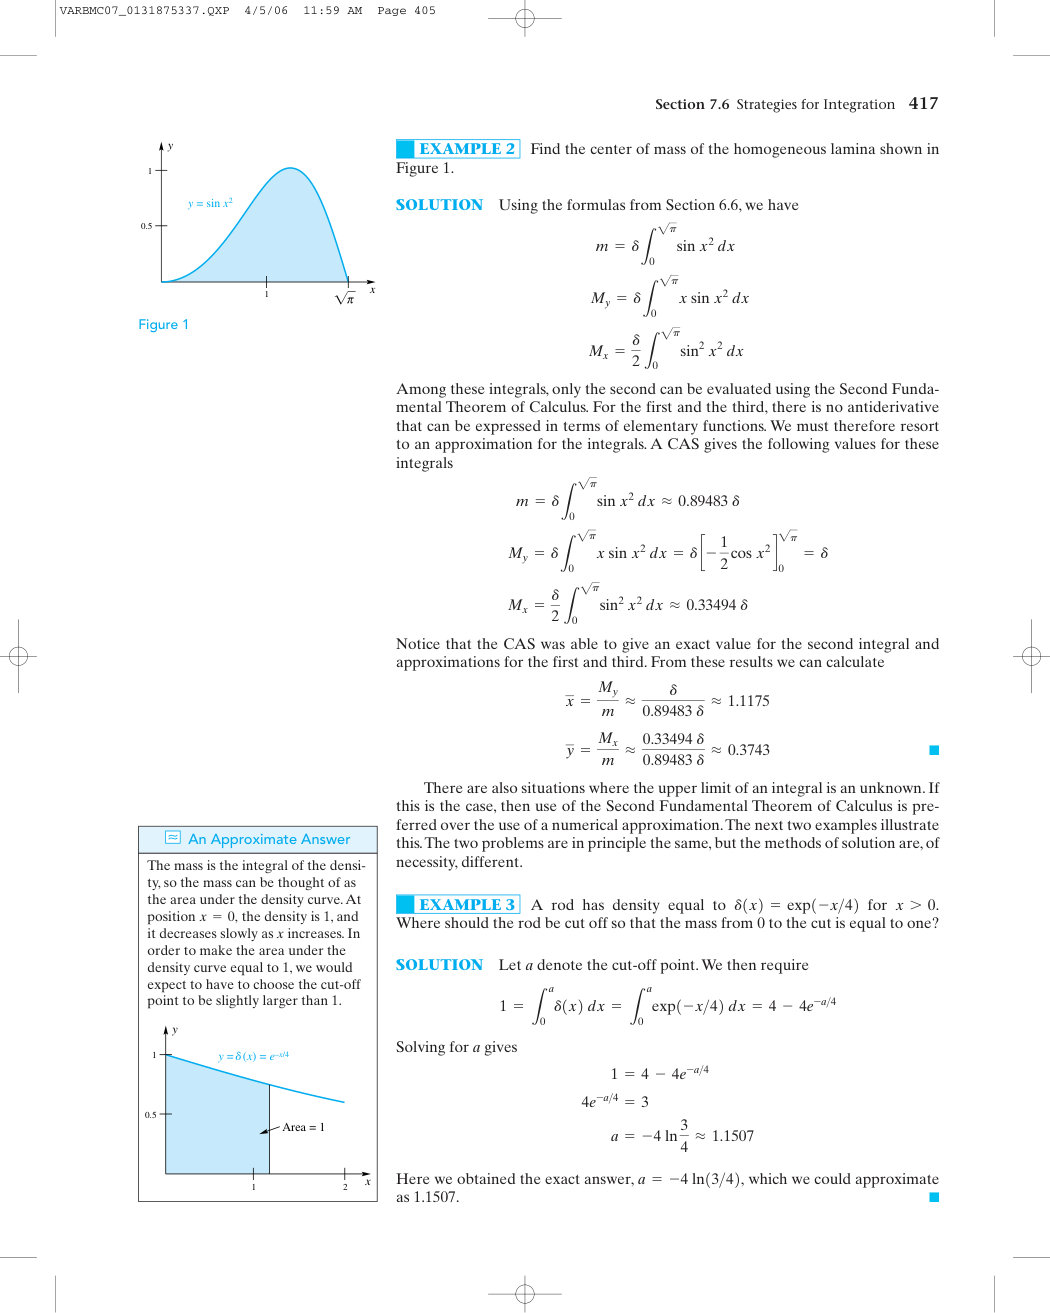 VARBMC07_0131875337.QXP 4/5/06 11:59 AM Page 405
Section 7.6 Strategies for Integration 417
y
1
y = sin x²
0.5
1
√π
x
Figure 1
EXAMPLE 2 Find the center of mass of the homogeneous lamina shown in
Figure 1.
SOLUTION Using the formulas from Section 6.6, we have
m = δ ∫₀^√π sin x² dx
M_y = δ ∫₀^√π x sin x² dx
M_x = δ/2 ∫₀^√π sin² x² dx
Among these integrals, only the second can be evaluated using the Second Funda-
mental Theorem of Calculus. For the first and the third, there is no antiderivative
that can be expressed in terms of elementary functions. We must therefore resort
to an approximation for the integrals. A CAS gives the following values for these
integrals
m = δ ∫₀^√π sin x² dx ≈ 0.89483 δ
M_y = δ ∫₀^√π x sin x² dx = δ [−1/2 cos x²]₀^√π = δ
M_x = δ/2 ∫₀^√π sin² x² dx ≈ 0.33494 δ
Notice that the CAS was able to give an exact value for the second integral and
approximations for the first and third. From these results we can calculate
x̄ = M_y/m ≈ δ/0.89483 δ ≈ 1.1175
ȳ = M_x/m ≈ 0.33494 δ/0.89483 δ ≈ 0.3743
There are also situations where the upper limit of an integral is an unknown. If
this is the case, then use of the Second Fundamental Theorem of Calculus is pre-
ferred over the use of a numerical approximation. The next two examples illustrate
this. The two problems are in principle the same, but the methods of solution are, of
necessity, different.
≈ An Approximate Answer
The mass is the integral of the densi-
ty, so the mass can be thought of as
the area under the density curve. At
position x = 0, the density is 1, and
it decreases slowly as x increases. In
order to make the area under the
density curve equal to 1, we would
expect to have to choose the cut-off
point to be slightly larger than 1.
y
1
y = δ(x) = e^−x/4
0.5
Area = 1
1
2
x
EXAMPLE 3 A rod has density equal to δ(x) = exp(−x/4) for x > 0.
Where should the rod be cut off so that the mass from 0 to the cut is equal to one?
SOLUTION Let a denote the cut-off point. We then require
1 = ∫₀^a δ(x) dx = ∫₀^a exp(−x/4) dx = 4 − 4e^−a/4
Solving for a gives
1 = 4 − 4e^−a/4
4e^−a/4 = 3
a = −4 ln 3/4 ≈ 1.1507
Here we obtained the exact answer, a = −4 ln(3/4), which we could approximate
as 1.1507.